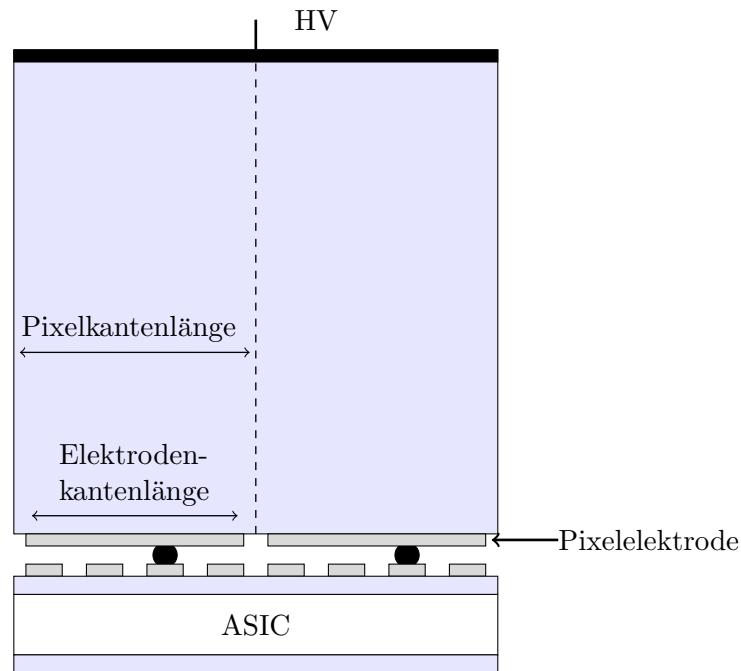 HV
Pixelkantenlänge
Elektroden-
kantenlänge
Pixelelektrode
ASIC